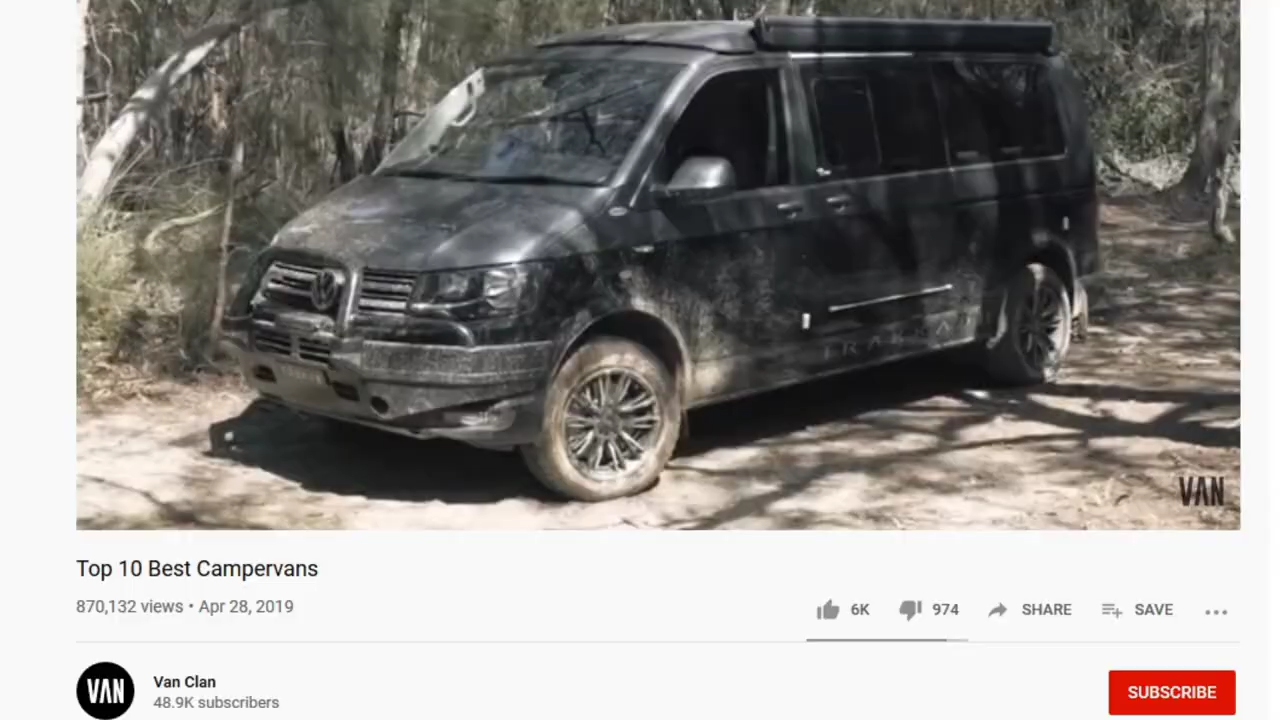 VAN
Top 10 Best Campervans
870,132 views • Apr 28, 2019
6K
974
SHARE
SAVE
VAN
Van Clan
48.9K subscribers
SUBSCRIBE